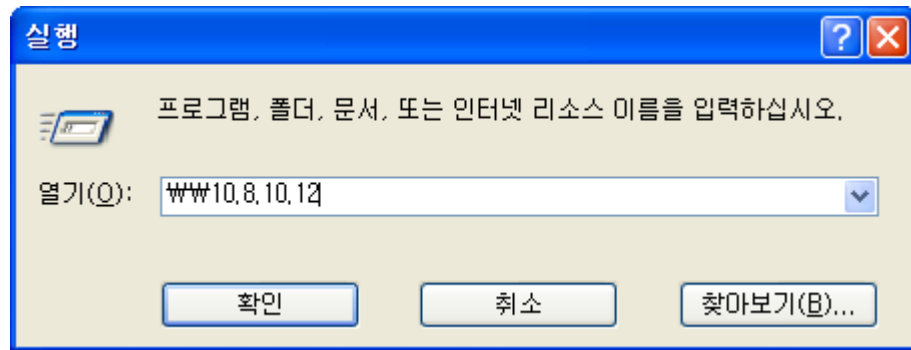 실행
프로그램, 폴더, 문서, 또는 인터넷 리소스 이름을 입력하십시오.
열기(O): ₩₩10.8.10.12
확인 취소 찾아보기(B)...